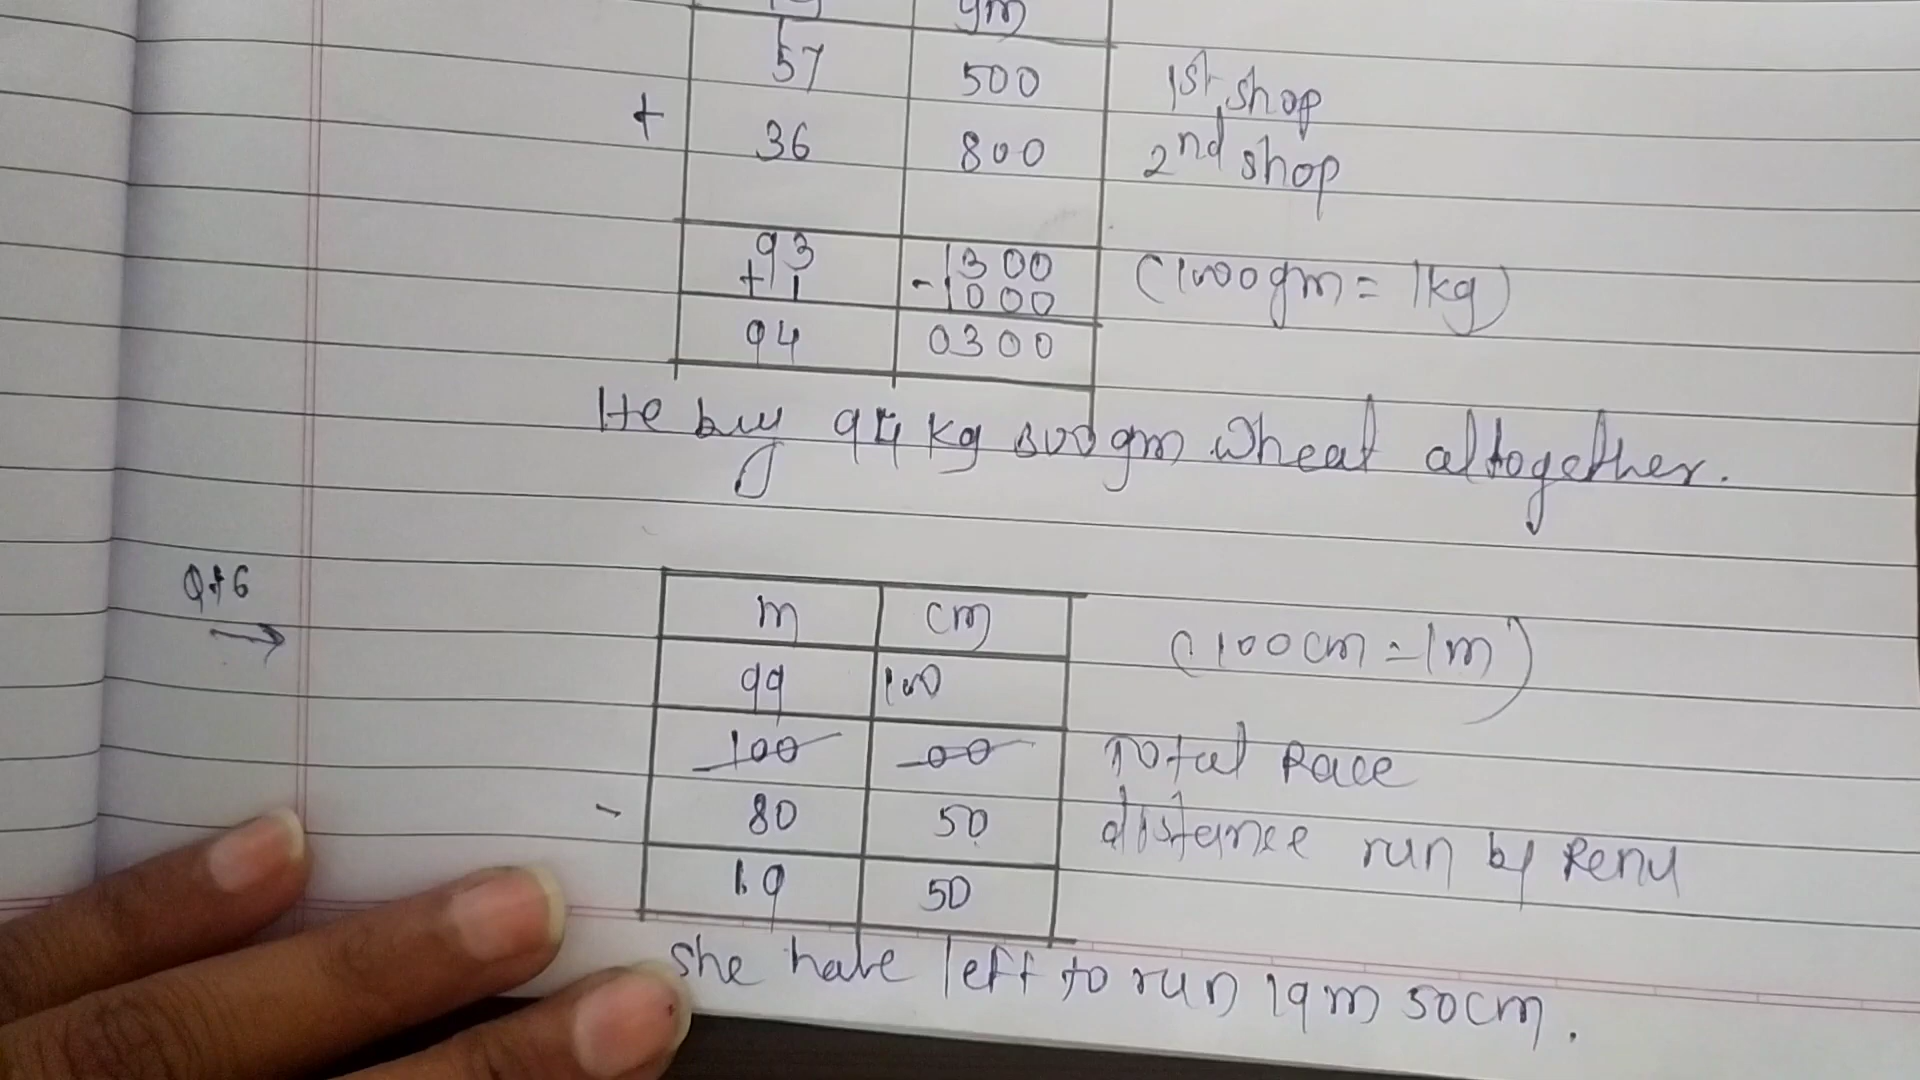 gm
57 500 1st shop
+ 36 800 2nd shop
93 1300 (1000gm = 1kg)
+1 -1000
94 0300
He buy 94 kg 300 gm wheat altogether.
Q.6
m cm (100cm = 1m)
99 100
100 00 Total Race
- 80 50 distance run by Renu
19 50
She have left to run 19m 50cm.